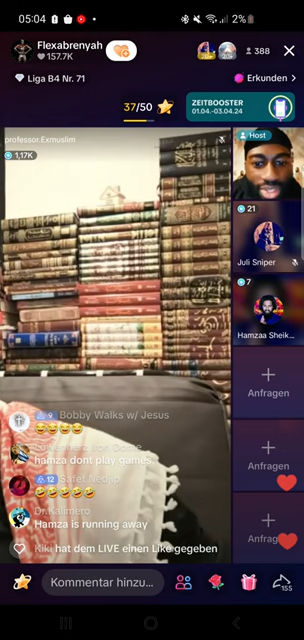 05:04
2%
Flexabrenyah
157.7K
388
Liga B4 Nr. 71
Erkunden >
37/50
ZEITBOOSTER
01.04.-03.04.24
professor.Exmuslim
1,17K
Host
21
Juli Sniper
7
Hamzaa Sheik...
Anfragen
Anfragen
Anfragen
9 Bobby Walks w/ Jesus
hamza dont play games
12
Dr.Kalimero
Hamza is running away
Kiki hat dem LIVE einen Like gegeben
Kommentar hinzu...
155